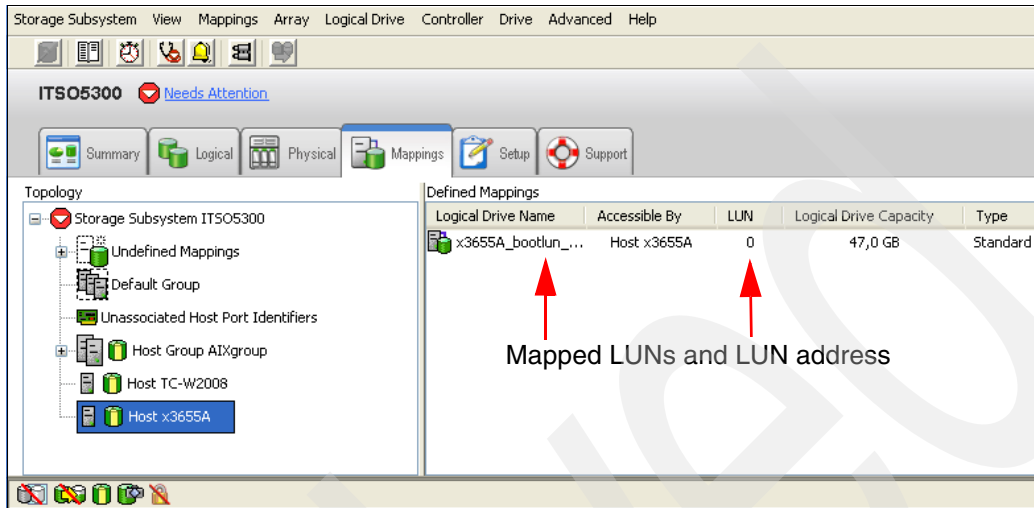 Storage Subsystem View Mappings Array Logical Drive Controller Drive Advanced Help
ITSO5300 Needs Attention
Summary Logical Physical Mappings Setup Support
Topology
Storage Subsystem ITSO5300
Undefined Mappings
Default Group
Unassociated Host Port Identifiers
Host Group AIXgroup
Host TC-W2008
Host x3655A
Defined Mappings
Logical Drive Name Accessible By LUN Logical Drive Capacity Type
x3655A_bootlun_... Host x3655A 0 47,0 GB Standard
Mapped LUNs and LUN address